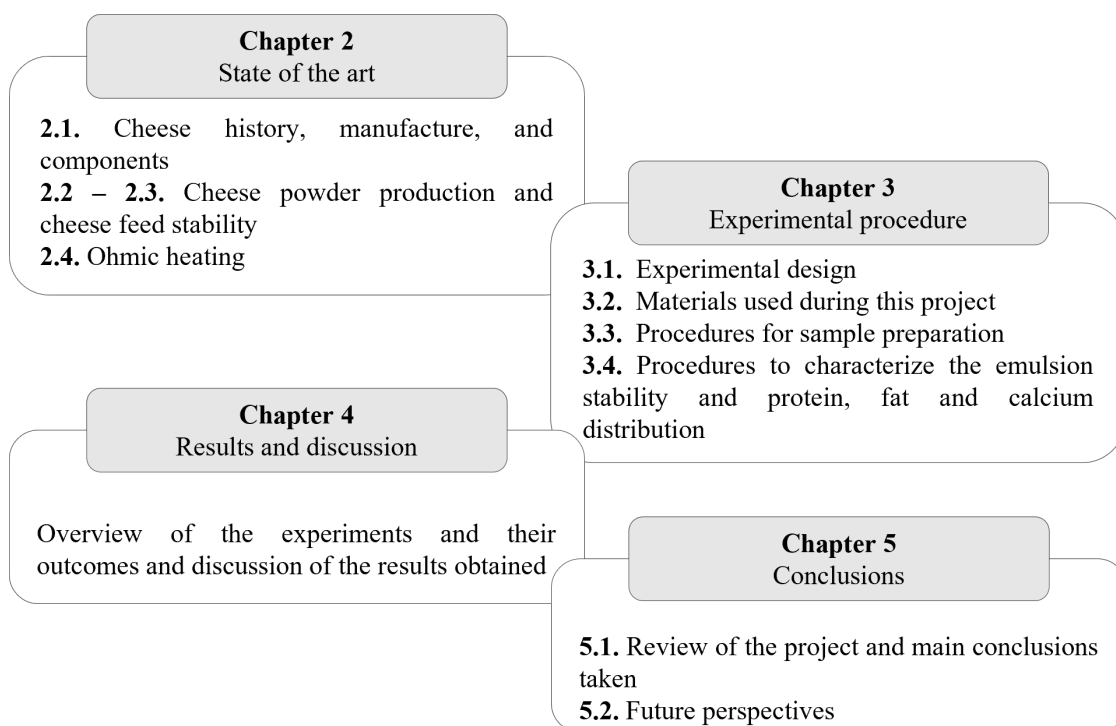 Chapter 2
State of the art
2.1. Cheese history, manufacture, and
components
2.2 – 2.3. Cheese powder production and
cheese feed stability
2.4. Ohmic heating
Chapter 3
Experimental procedure
3.1. Experimental design
3.2. Materials used during this project
3.3. Procedures for sample preparation
3.4. Procedures to characterize the emulsion
stability and protein, fat and calcium
distribution
Chapter 4
Results and discussion
Overview of the experiments and their
outcomes and discussion of the results obtained
Chapter 5
Conclusions
5.1. Review of the project and main conclusions
taken
5.2. Future perspectives